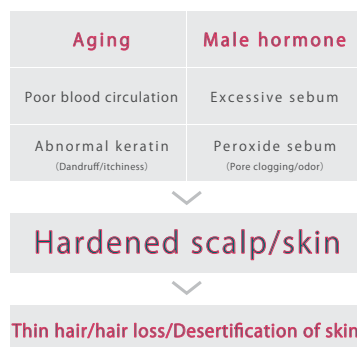 Aging
Male hormone
Poor blood circulation
Excessive sebum
Abnormal keratin
(Dandruff/itchiness)
Peroxide sebum
(Pore clogging/odor)
Hardened scalp/skin
Thin hair/hair loss/Desertification of skin